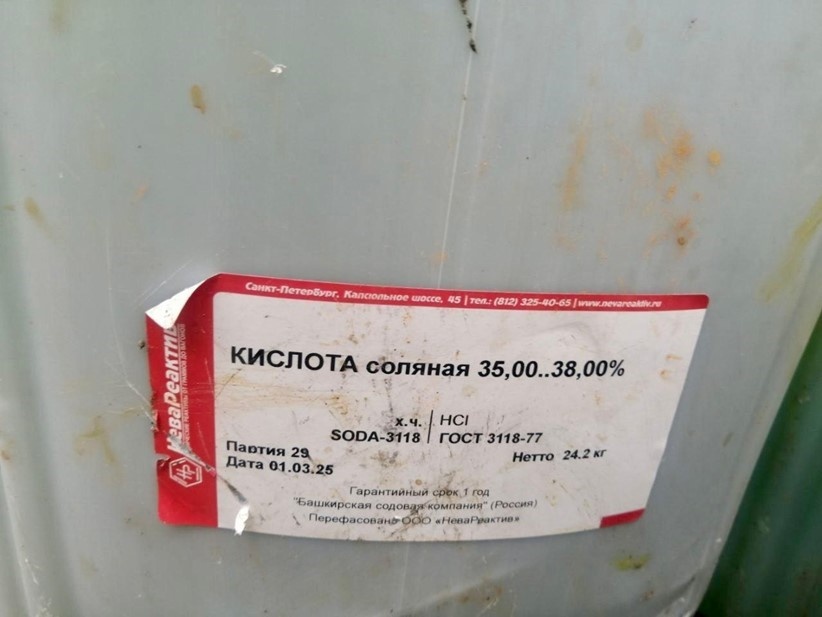 Санкт-Петербург, Капсюльное шоссе, 45 | тел.: (812) 325-40-65 | www.nevareaktiv.ru
НеваРеактив
КИСЛОТА соляная 35,00..38,00%
х.ч. | HCl
SODA-3118 | ГОСТ 3118-77
Партия 29
Нетто 24.2 кг
Дата 01.03.25
Гарантийный срок 1 год
"Башкирская содовая компания" (Россия)
Перефасовано ООО «НеваРеактив»